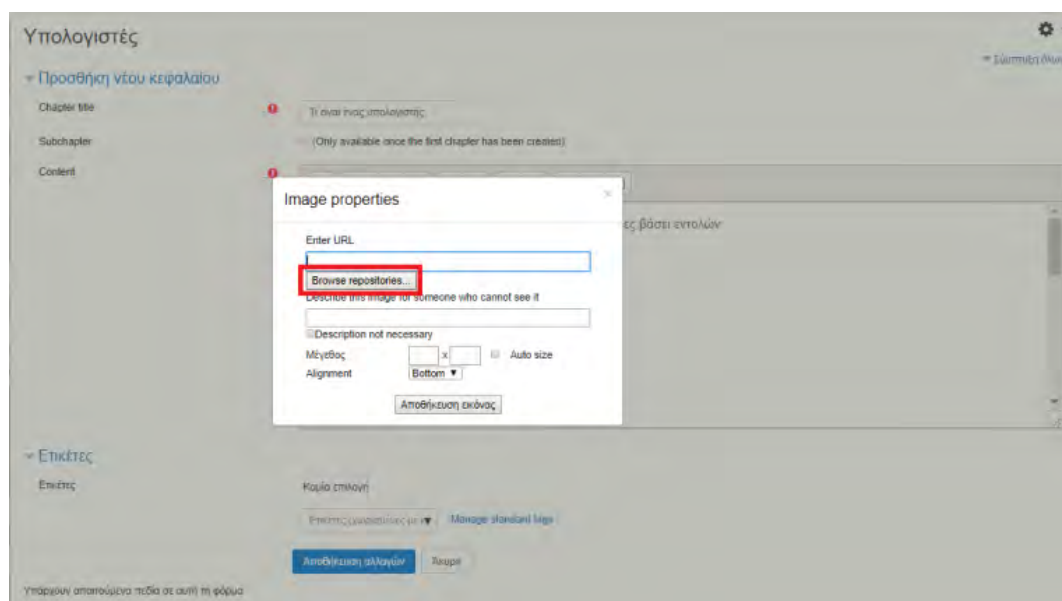 Υπολογιστές
Σύμπτυξη όλων
Προσθήκη νέου κεφαλαίου
Chapter title
Τι είναι ένας υπολογιστής
Subchapter
(Only available once the first chapter has been created)
Content
ες βάσει εντολών
Image properties
×
Enter URL
Browse repositories...
Describe this image for someone who cannot see it
Description not necessary
Μέγεθος x Auto size
Alignment Bottom
Αποθήκευση εικόνας
Ετικέτες
Ετικέτες
Καμία επιλογή
Manage standard tags
Αποθήκευση αλλαγών Άκυρο
Υπάρχουν απαιτούμενα πεδία σε αυτή τη φόρμα